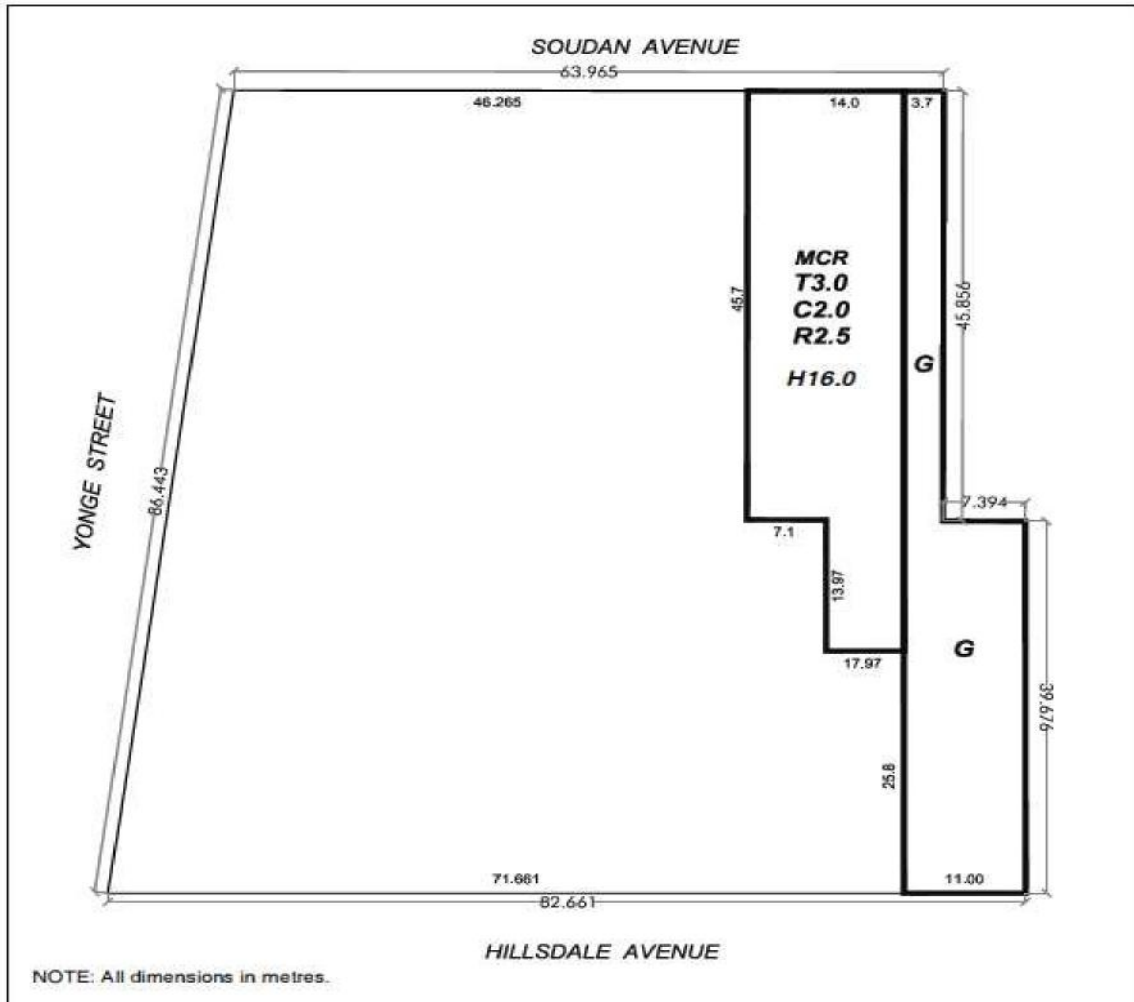 SOUDAN AVENUE
63.965
46.265
14.0
3.7
MCR
T3.0
C2.0
R2.5
H16.0
45.7
45.856
G
YONGE STREET
86.443
7.394
7.1
13.97
17.97
G
39.676
25.8
71.661
11.00
82.661
HILLSDALE AVENUE
NOTE: All dimensions in metres.